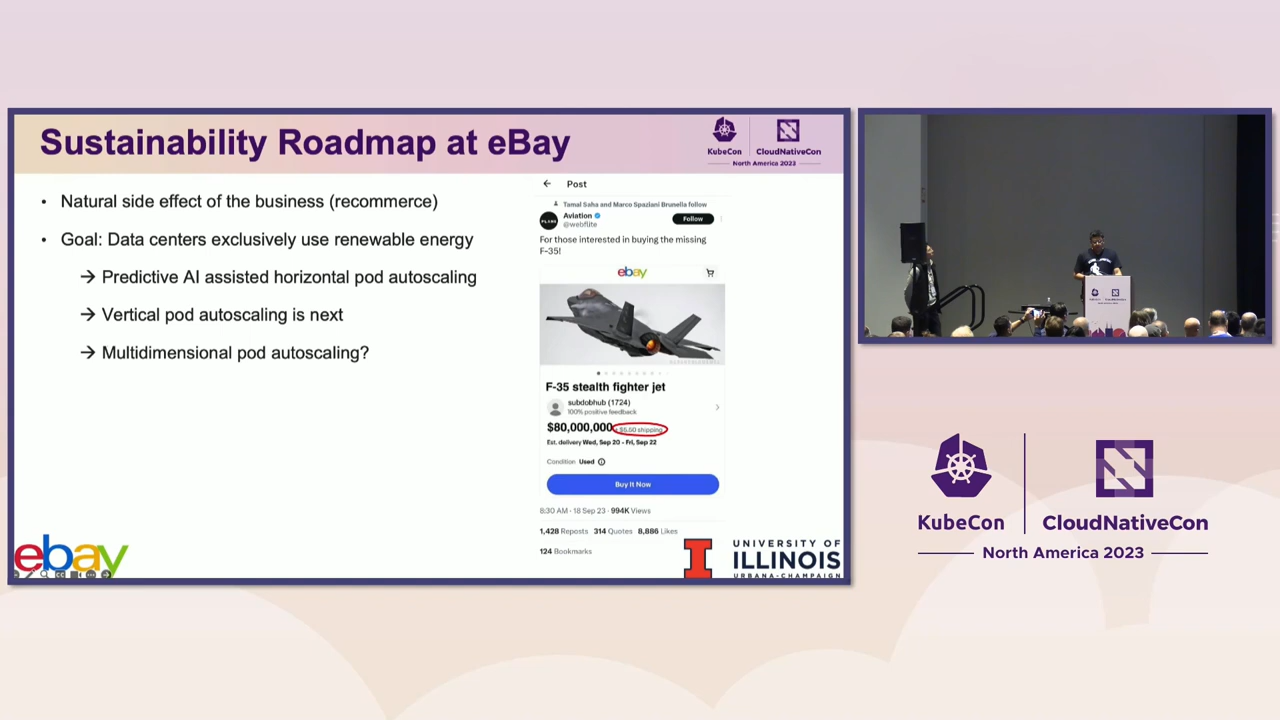 Sustainability Roadmap at eBay
KubeCon
CloudNativeCon
North America 2023
• Natural side effect of the business (recommerce)
• Goal: Data centers exclusively use renewable energy
→ Predictive AI assisted horizontal pod autoscaling
→ Vertical pod autoscaling is next
→ Multidimensional pod autoscaling?
Post
Tamal Saha and Marco Spaziani Brunella follow
Aviation
@webflite
Follow
For those interested in buying the missing
F-35!
ebay
F-35 stealth fighter jet
subdobhub (1724)
100% positive feedback
$80,000,000 $5.50 shipping
Est. delivery Wed, Sep 20 - Fri, Sep 22
Condition Used
Buy It Now
8:30 AM · 18 Sep 23 · 994K Views
1,428 Reposts 314 Quotes 8,886 Likes
124 Bookmarks
ebay
UNIVERSITY OF
ILLINOIS
URBANA-CHAMPAIGN
KubeCon
CloudNativeCon
North America 2023